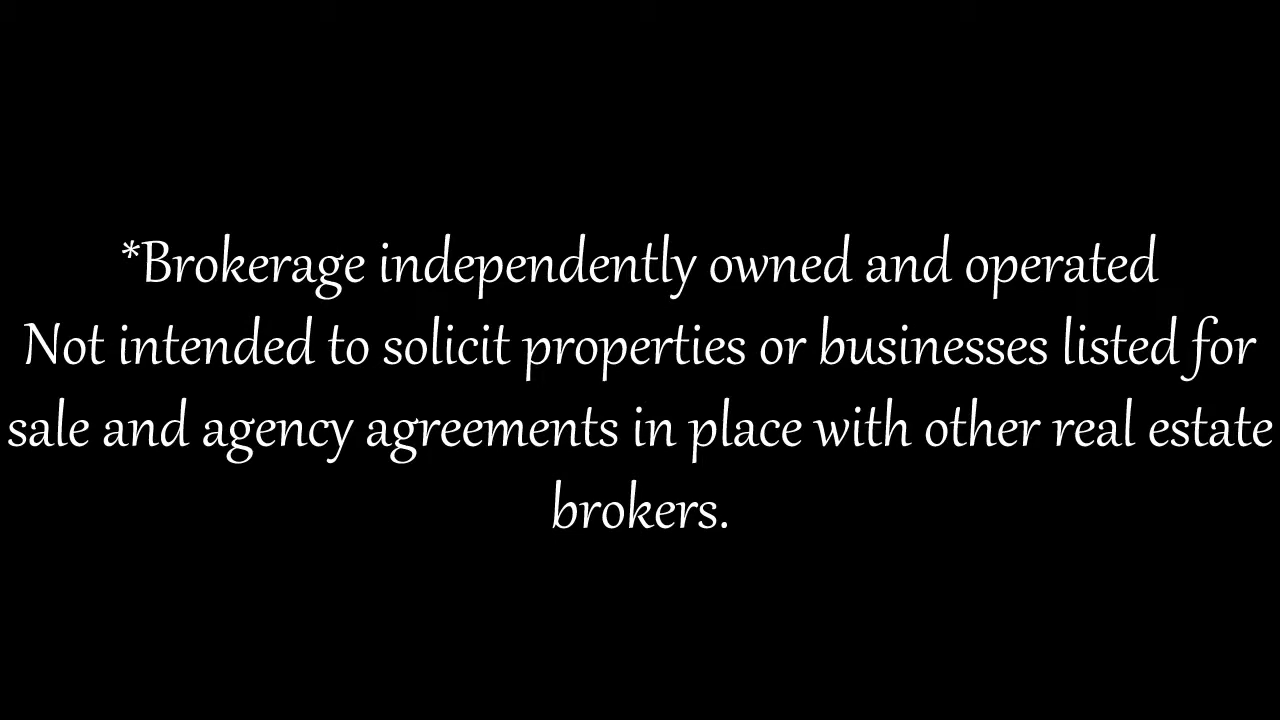 *Brokerage independently owned and operated
Not intended to solicit properties or businesses listed for
sale and agency agreements in place with other real estate
brokers.